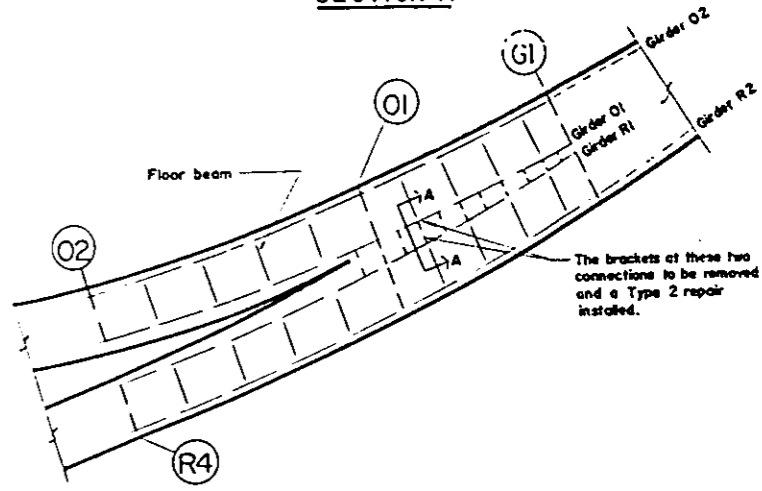 Girder O2
G1
O1
Girder R2
Girder O1
Girder R1
Floor beam
A
O2
A
The brackets at these two
connections to be removed
and a Type 2 repair
installed.
R4